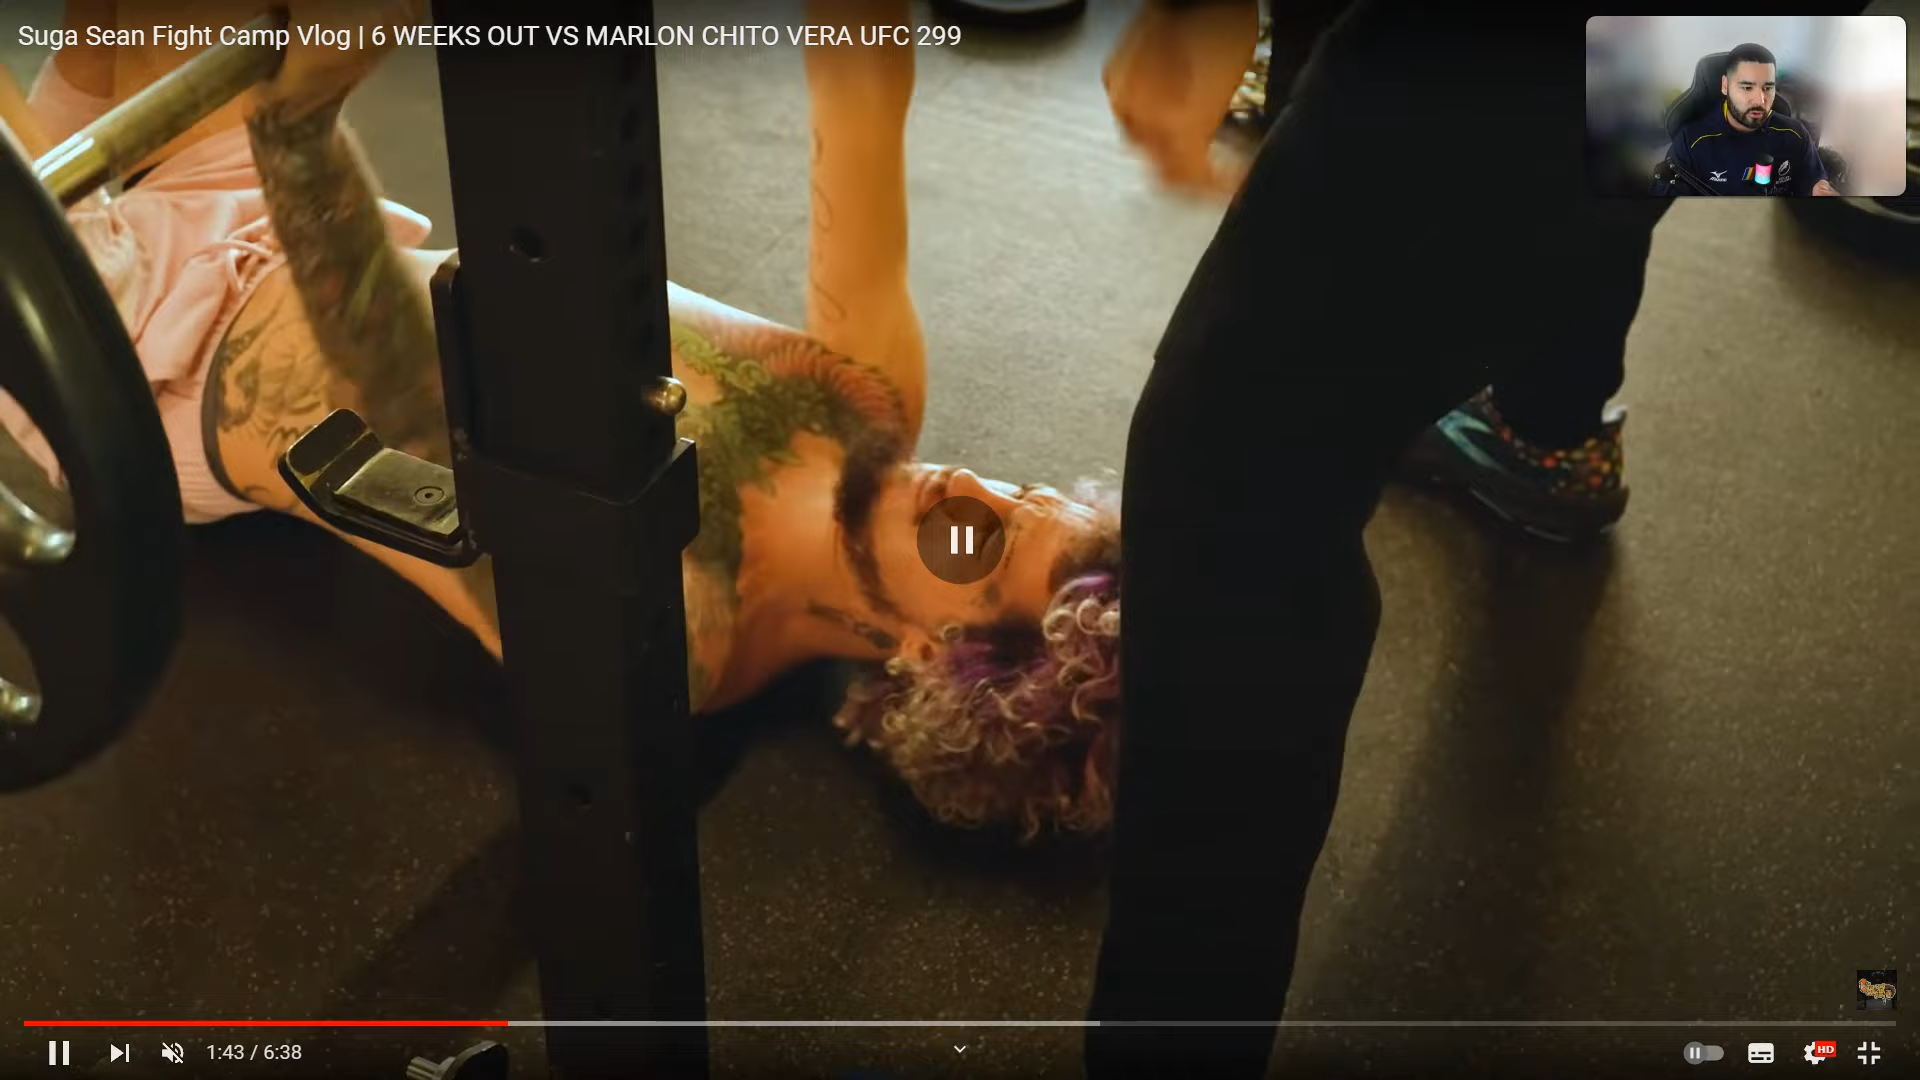 Suga Sean Fight Camp Vlog | 6 WEEKS OUT VS MARLON CHITO VERA UFC 299
1:43 / 6:38
HD